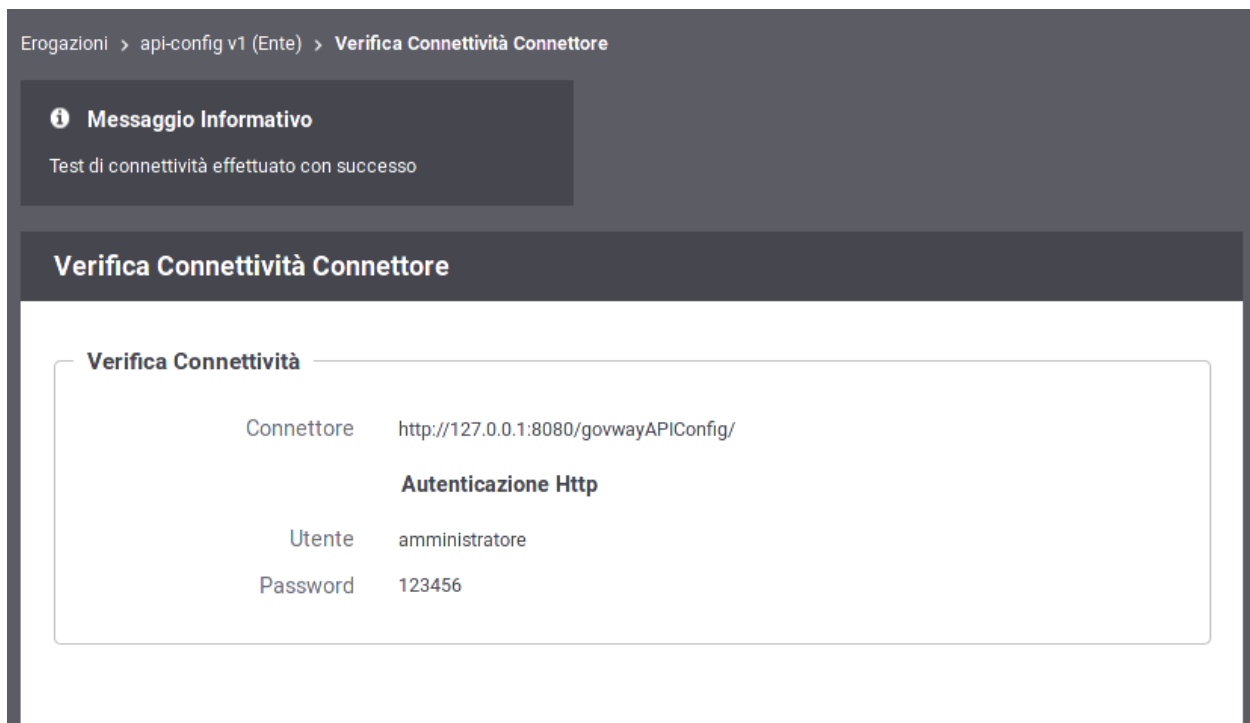 Erogazioni > api-config v1 (Ente) > Verifica Connettività Connettore
Messaggio Informativo
Test di connettività effettuato con successo
Verifica Connettività Connettore
Verifica Connettività
Connettore http://127.0.0.1:8080/govwayAPIConfig/
Autenticazione Http
Utente amministratore
Password 123456